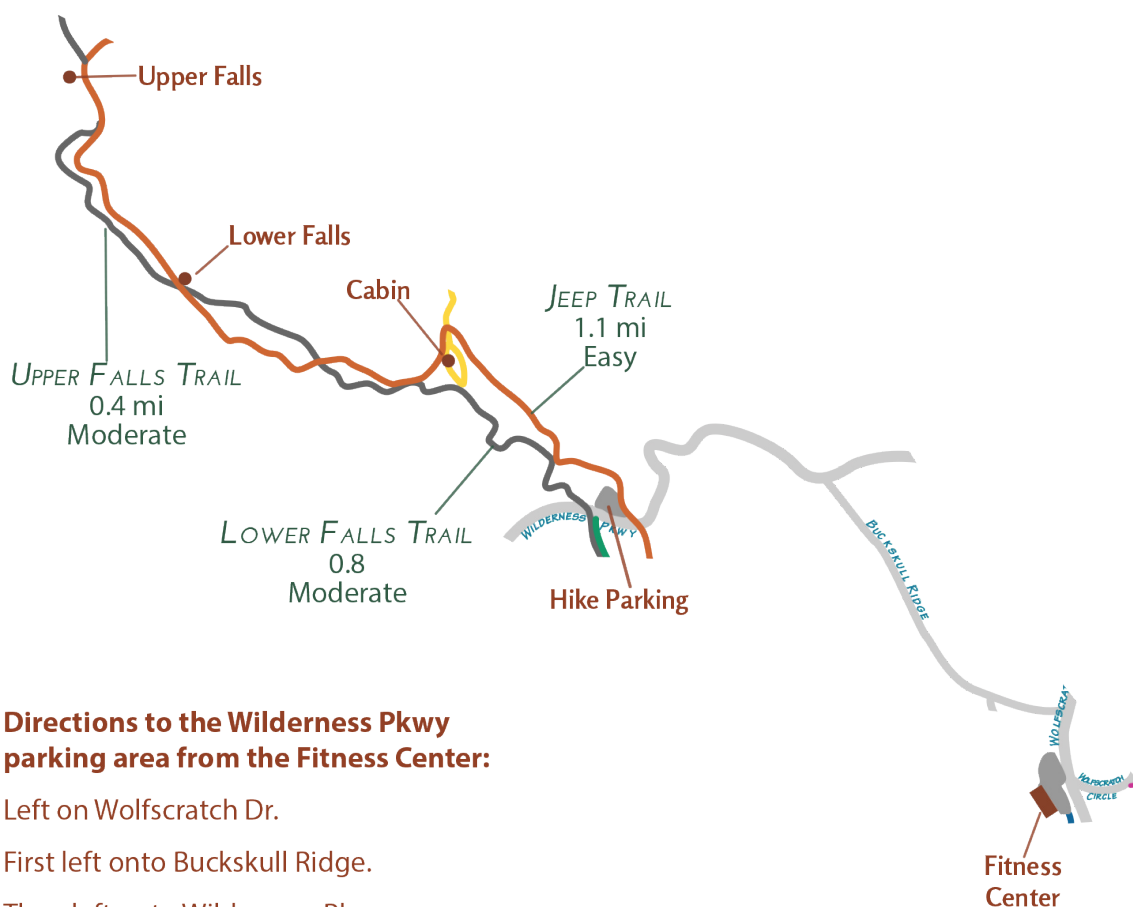 Upper Falls
Lower Falls
Cabin
JEEP TRAIL
1.1 mi
Easy
UPPER FALLS TRAIL
0.4 mi
Moderate
LOWER FALLS TRAIL
0.8
Moderate
WILDERNESS PKWY
Hike Parking
BUCKSKULL RIDGE
WOLFSCRAT
WOLFSCRATCH
CIRCLE
Fitness
Center
Directions to the Wilderness Pkwy
parking area from the Fitness Center:
Left on Wolfscratch Dr.
First left onto Buckskull Ridge.